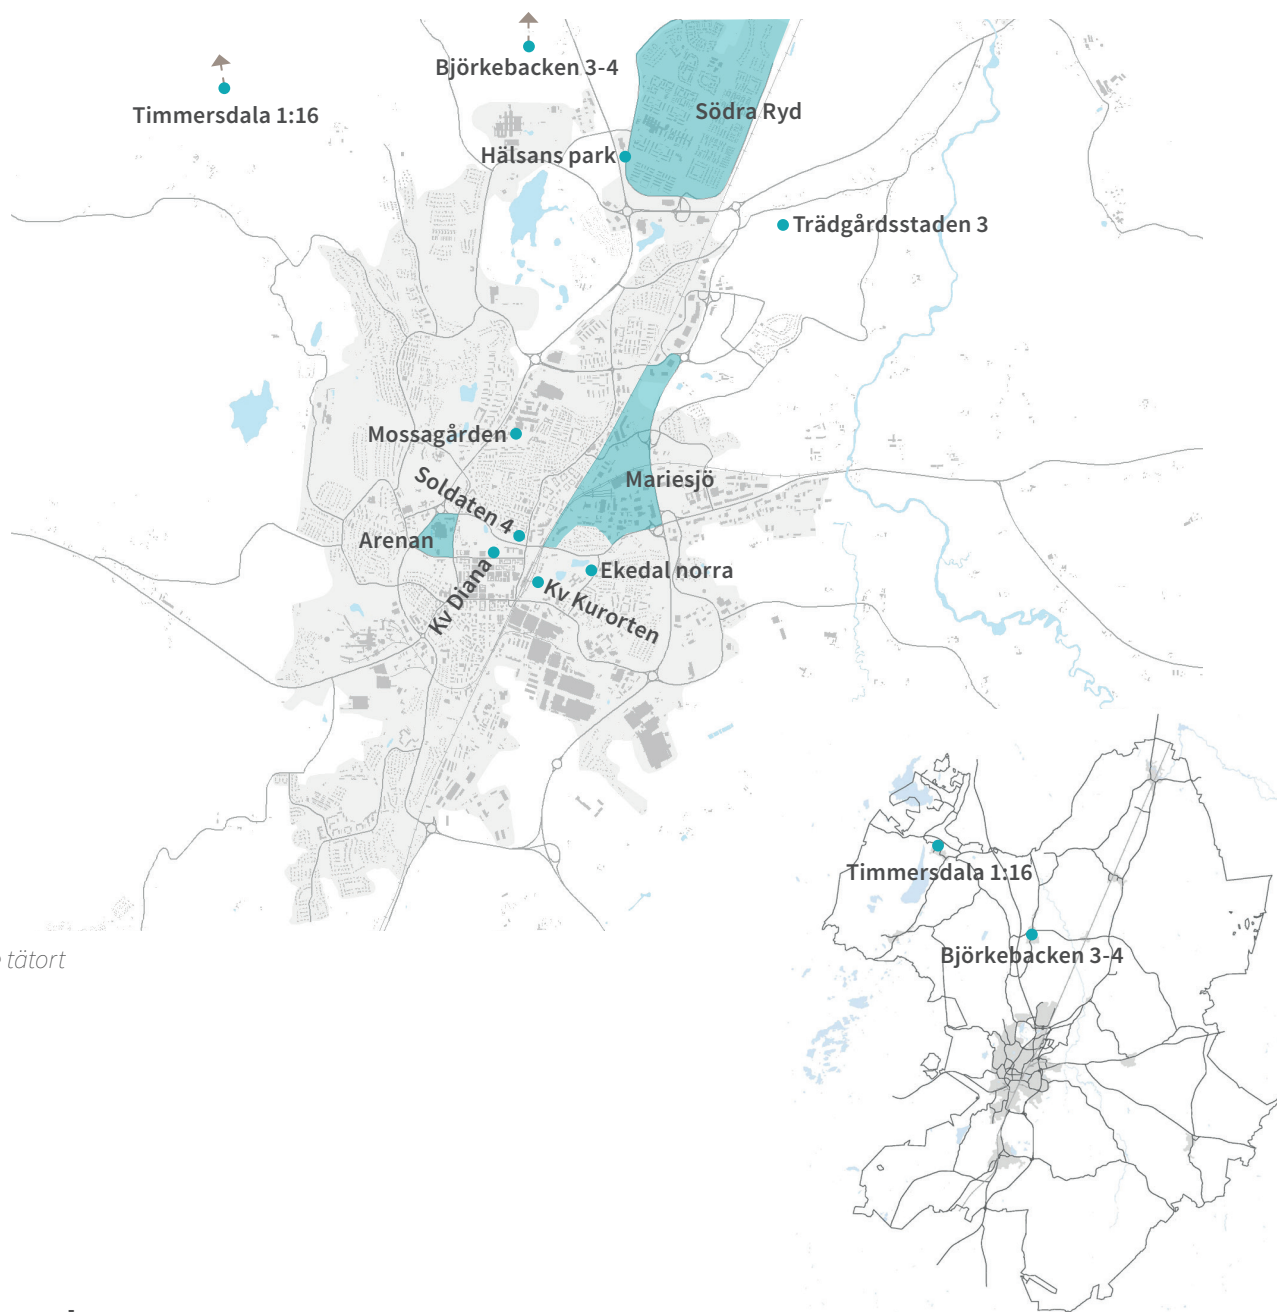 Björkebacken 3-4
Timmersdala 1:16
Södra Ryd
Hälsans park
Trädgårdsstaden 3
Mossagården
Soldaten 4
Mariesjö
Arenan
Kv Diana
Ekedal norra
Kv Kurorten
Timmersdala 1:16
Björkebacken 3-4
tätort